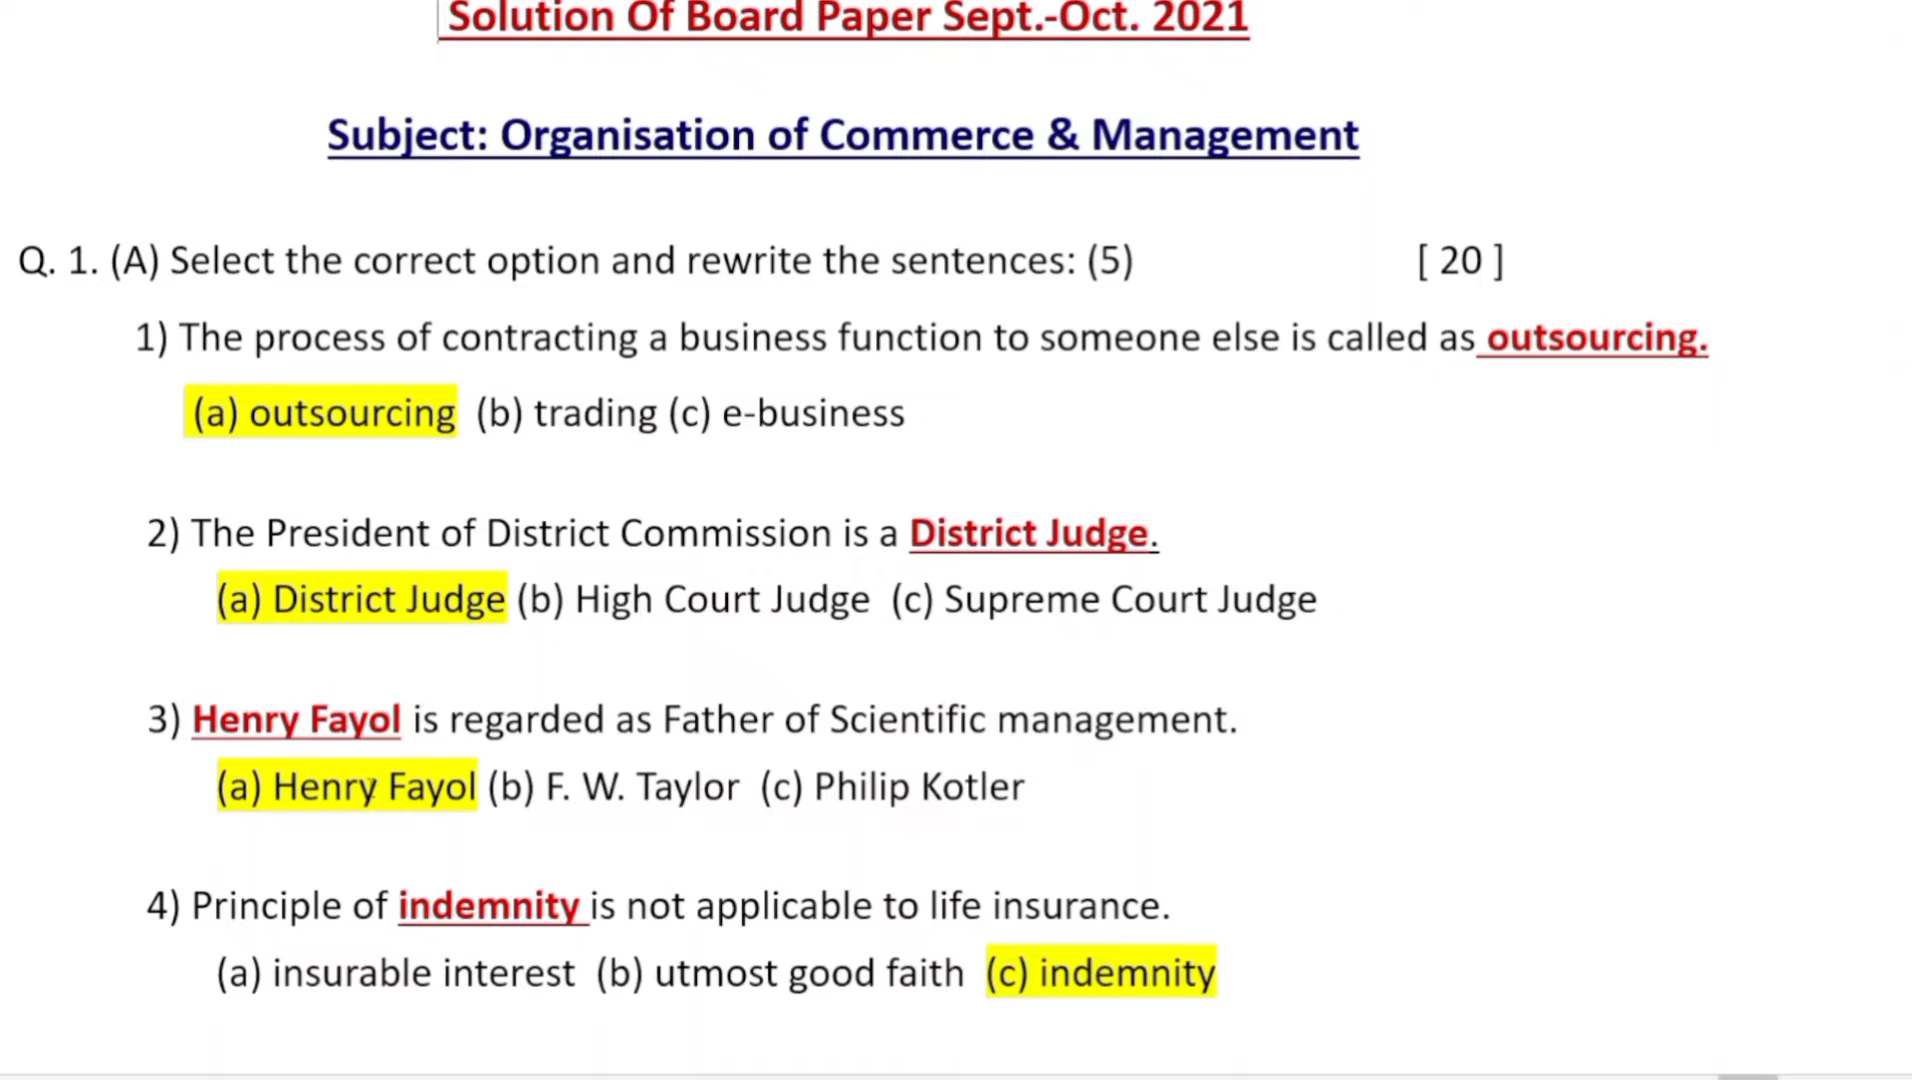 Solution Of Board Paper Sept.-Oct. 2021
Subject: Organisation of Commerce & Management
Q. 1. (A) Select the correct option and rewrite the sentences: (5) [ 20 ]
1) The process of contracting a business function to someone else is called as outsourcing.
(a) outsourcing (b) trading (c) e-business
2) The President of District Commission is a District Judge.
(a) District Judge (b) High Court Judge (c) Supreme Court Judge
3) Henry Fayol is regarded as Father of Scientific management.
(a) Henry Fayol (b) F. W. Taylor (c) Philip Kotler
4) Principle of indemnity is not applicable to life insurance.
(a) insurable interest (b) utmost good faith (c) indemnity